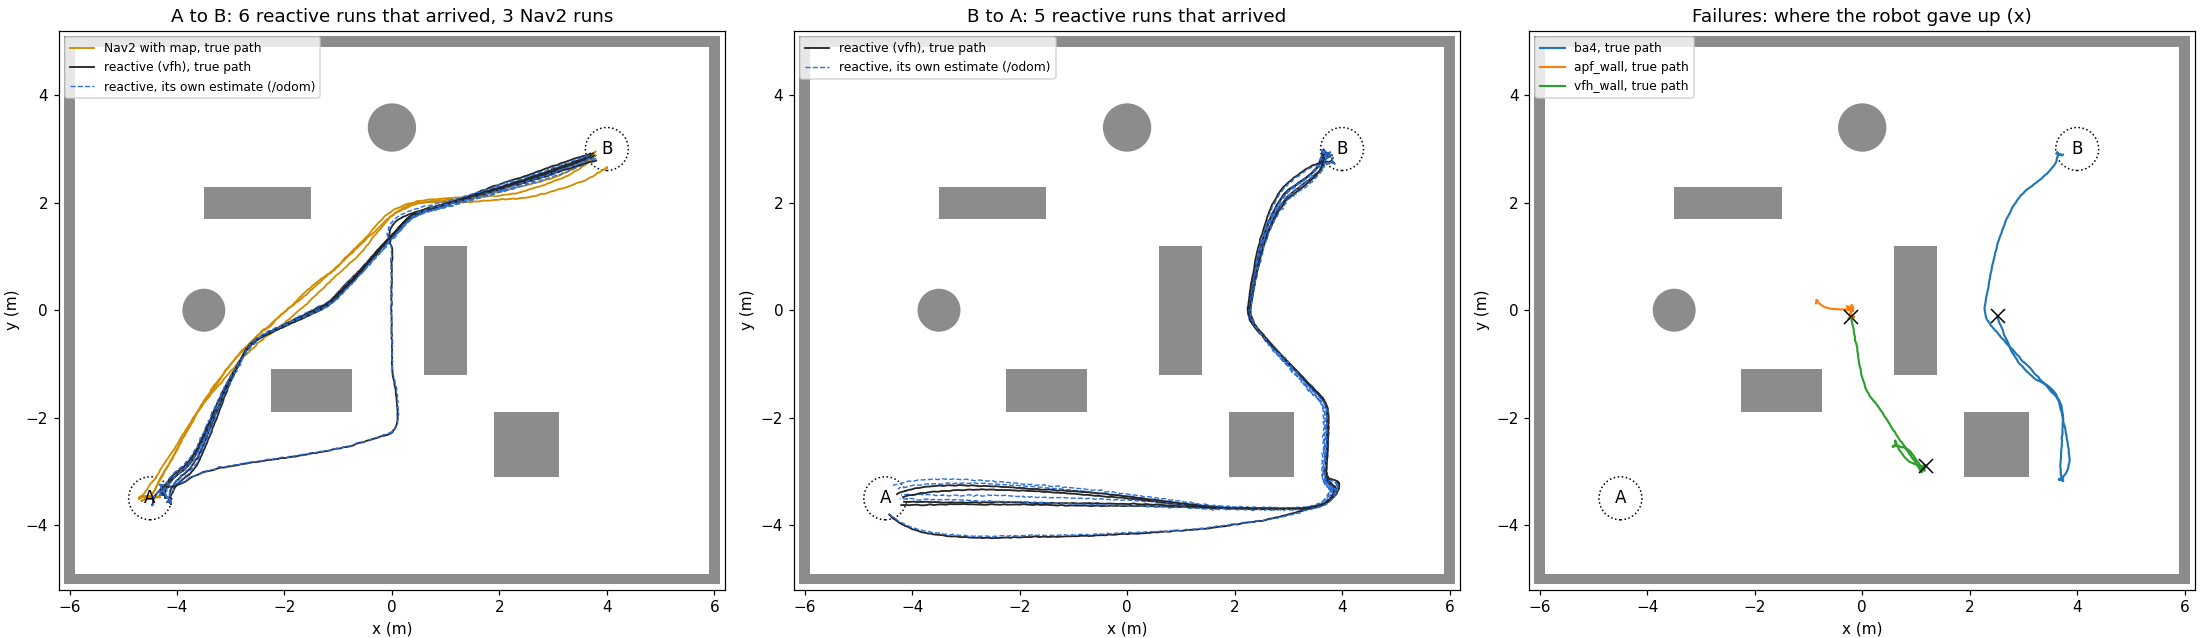 A to B: 6 reactive runs that arrived, 3 Nav2 runs
Nav2 with map, true path
reactive (vfh), true path
reactive, its own estimate (/odom)
B
A
4
2
0
−2
−4
y (m)
−6
−4
−2
0
2
4
6
x (m)
B to A: 5 reactive runs that arrived
reactive (vfh), true path
reactive, its own estimate (/odom)
B
A
4
2
0
−2
−4
y (m)
−6
−4
−2
0
2
4
6
x (m)
Failures: where the robot gave up (x)
ba4, true path
apf_wall, true path
vfh_wall, true path
B
A
4
2
0
−2
−4
y (m)
−6
−4
−2
0
2
4
6
x (m)